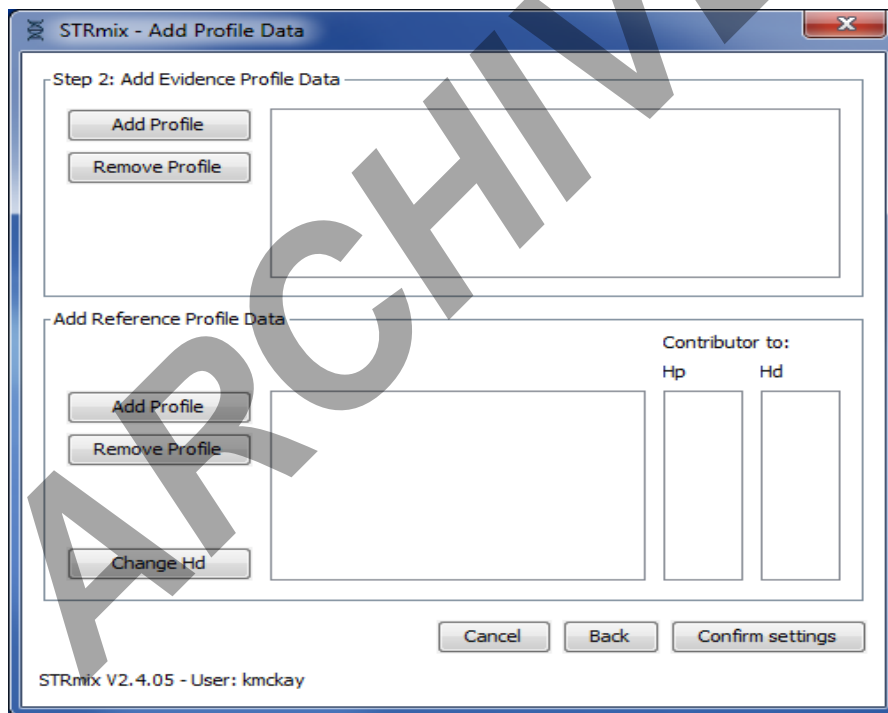 STRmix - Add Profile Data
Step 2: Add Evidence Profile Data
Add Profile
Remove Profile
Add Reference Profile Data
Contributor to:
Hp Hd
Add Profile
Remove Profile
Change Hd
Cancel Back Confirm settings
STRmix V2.4.05 - User: kmckay
ARCHIVE